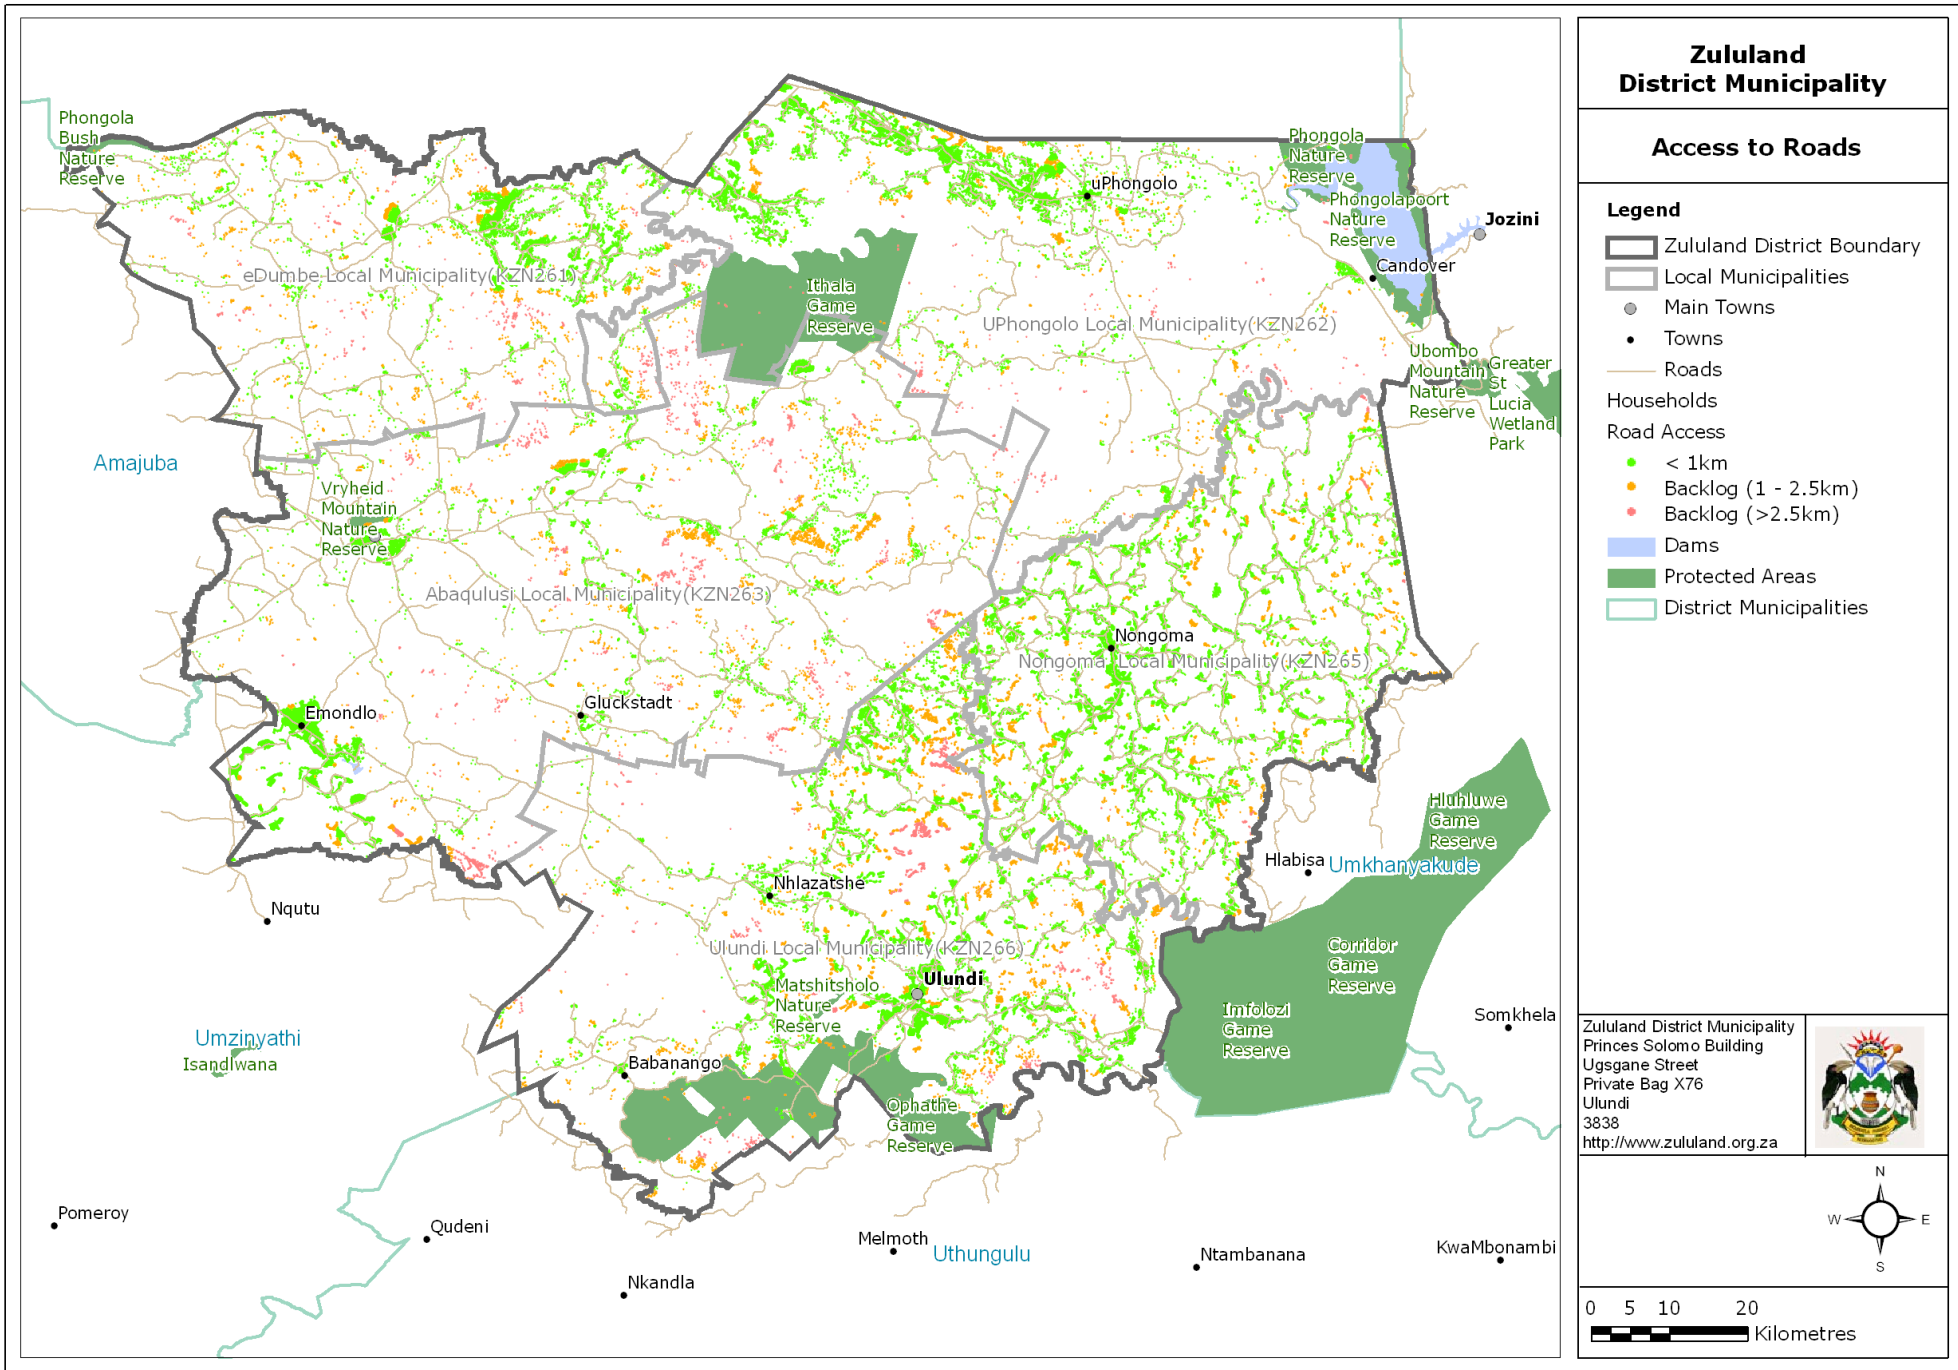 Zululand
District Municipality
Access to Roads
Legend
Zululand District Boundary
Local Municipalities
Main Towns
Towns
Roads
Households
Road Access
< 1km
Backlog (1 - 2.5km)
Backlog (>2.5km)
Dams
Protected Areas
District Municipalities
Zululand District Municipality
Princes Solomo Building
Ugsgane Street
Private Bag X76
Ulundi
3838
http://www.zululand.org.za
N
W
E
S
0 5 10 20
Kilometres
Phongola
Bush
Nature
Reserve
Phongola
Nature
Reserve
uPhongolo
Phongolapoort
Nature
Reserve
Jozini
Candover
eDumbe Local Municipality(KZN261)
Ithala
Game
Reserve
UPhongolo Local Municipality(KZN262)
Ubombo
Mountain
Nature
Reserve
Greater
St
Lucia
Wetland
Park
Amajuba
Vryheid
Mountain
Nature
Reserve
Abaqulusi Local Municipality(KZN263)
Nongoma
Nongoma Local Municipality(KZN265)
Emondlo
Gluckstadt
Hluhluwe
Game
Reserve
Hlabisa
Umkhanyakude
Nhlazatshe
Nqutu
Ulundi Local Municipality(KZN266)
Corridor
Game
Reserve
Ulundi
Matshitsholo
Nature
Reserve
Imfolozi
Game
Reserve
Somkhela
Umzinyathi
Isandlwana
Babanango
Ophathe
Game
Reserve
Pomeroy
Qudeni
Melmoth
Uthungulu
Ntambanana
KwaMbonambi
Nkandla